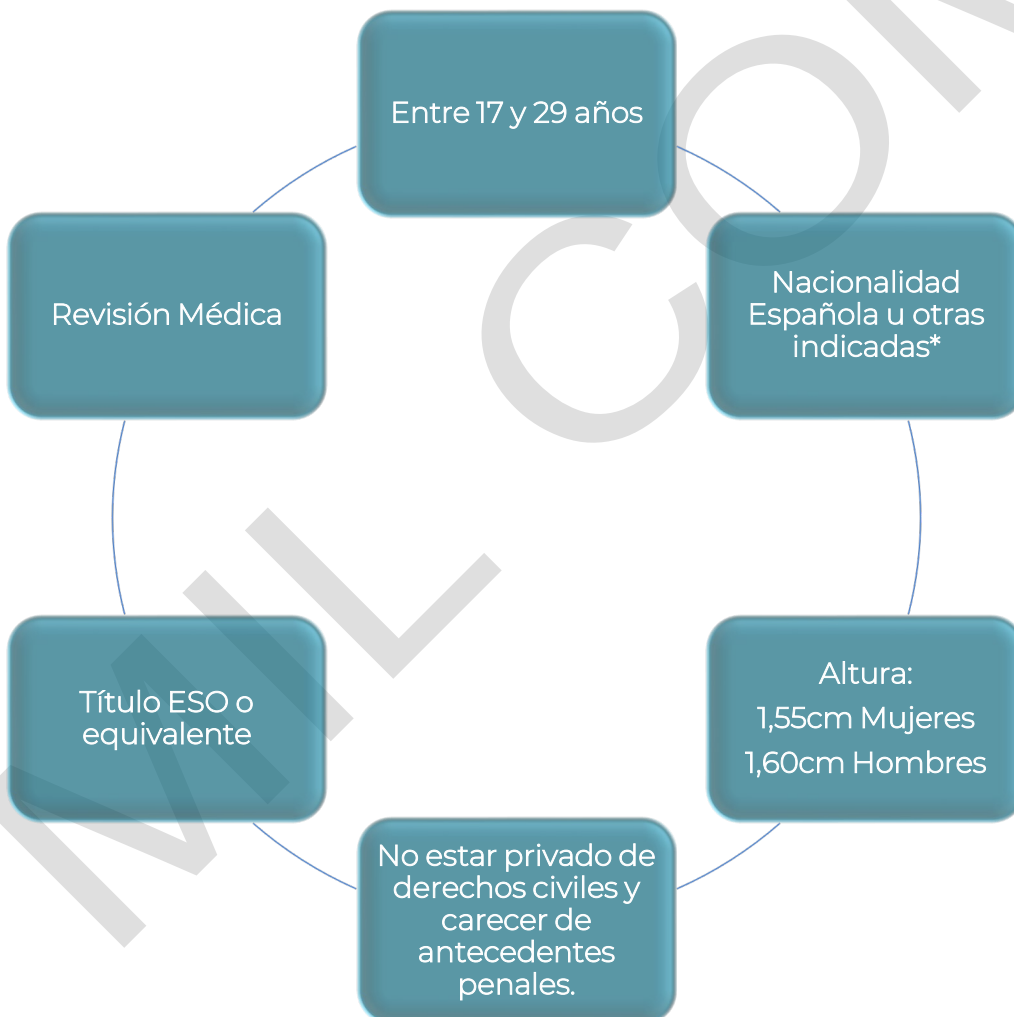 Entre 17 y 29 años
Nacionalidad
Española u otras
indicadas*
Altura:
1,55cm Mujeres
1,60cm Hombres
No estar privado de
derechos civiles y
carecer de
antecedentes
penales.
Título ESO o
equivalente
Revisión Médica
MIL